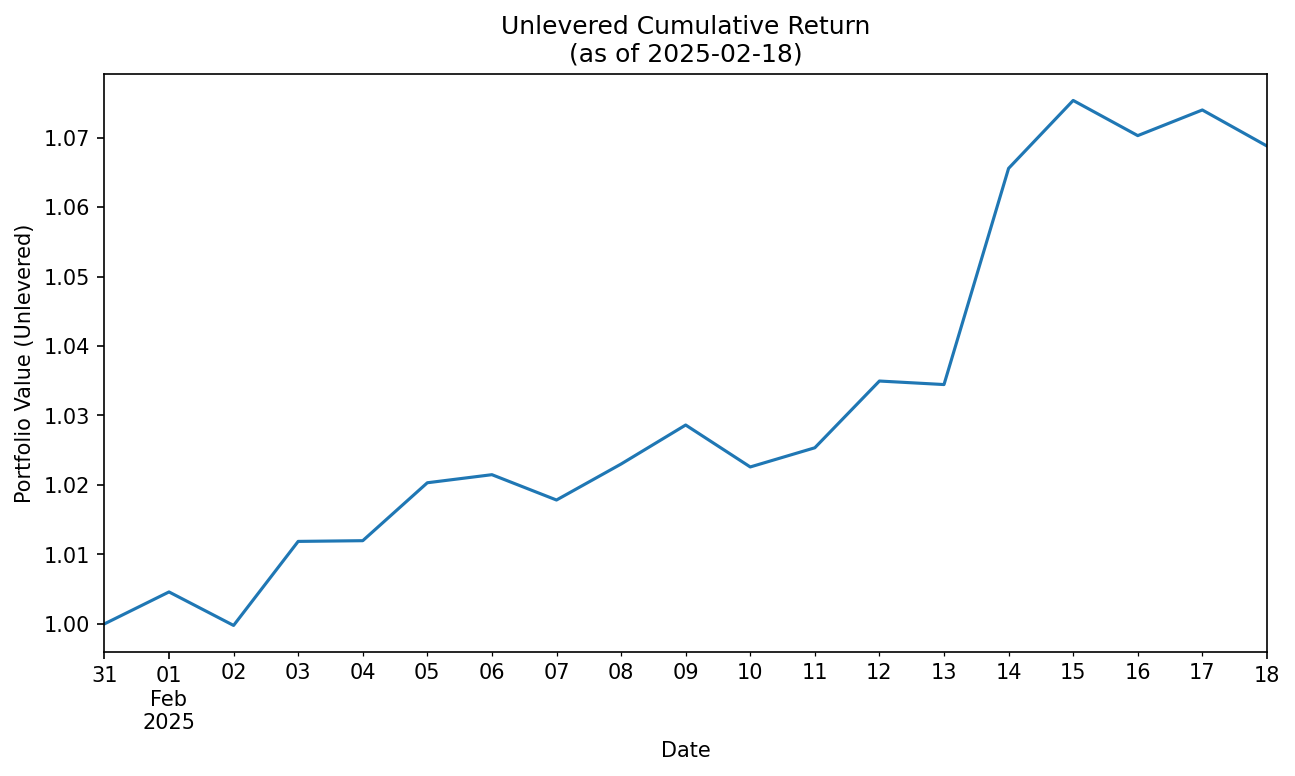 Unlevered Cumulative Return
(as of 2025-02-18)
Portfolio Value (Unlevered)
1.07
1.06
1.05
1.04
1.03
1.02
1.01
1.00
31 01 02 03 04 05 06 07 08 09 10 11 12 13 14 15 16 17 18
Feb
2025
Date